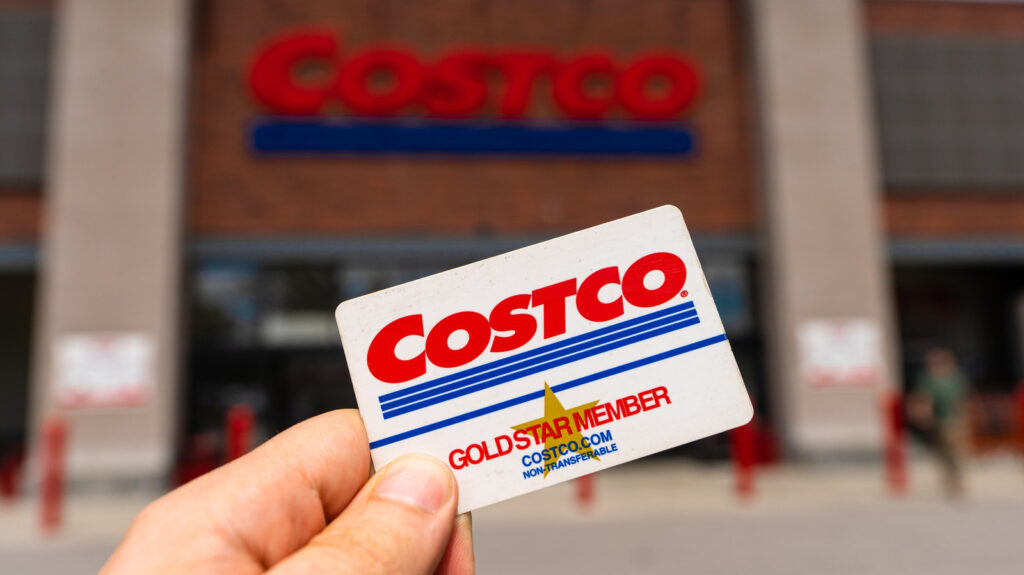 COSTCO
COSTCO®
GOLD STAR MEMBER
COSTCO.COM
NON-TRANSFERABLE